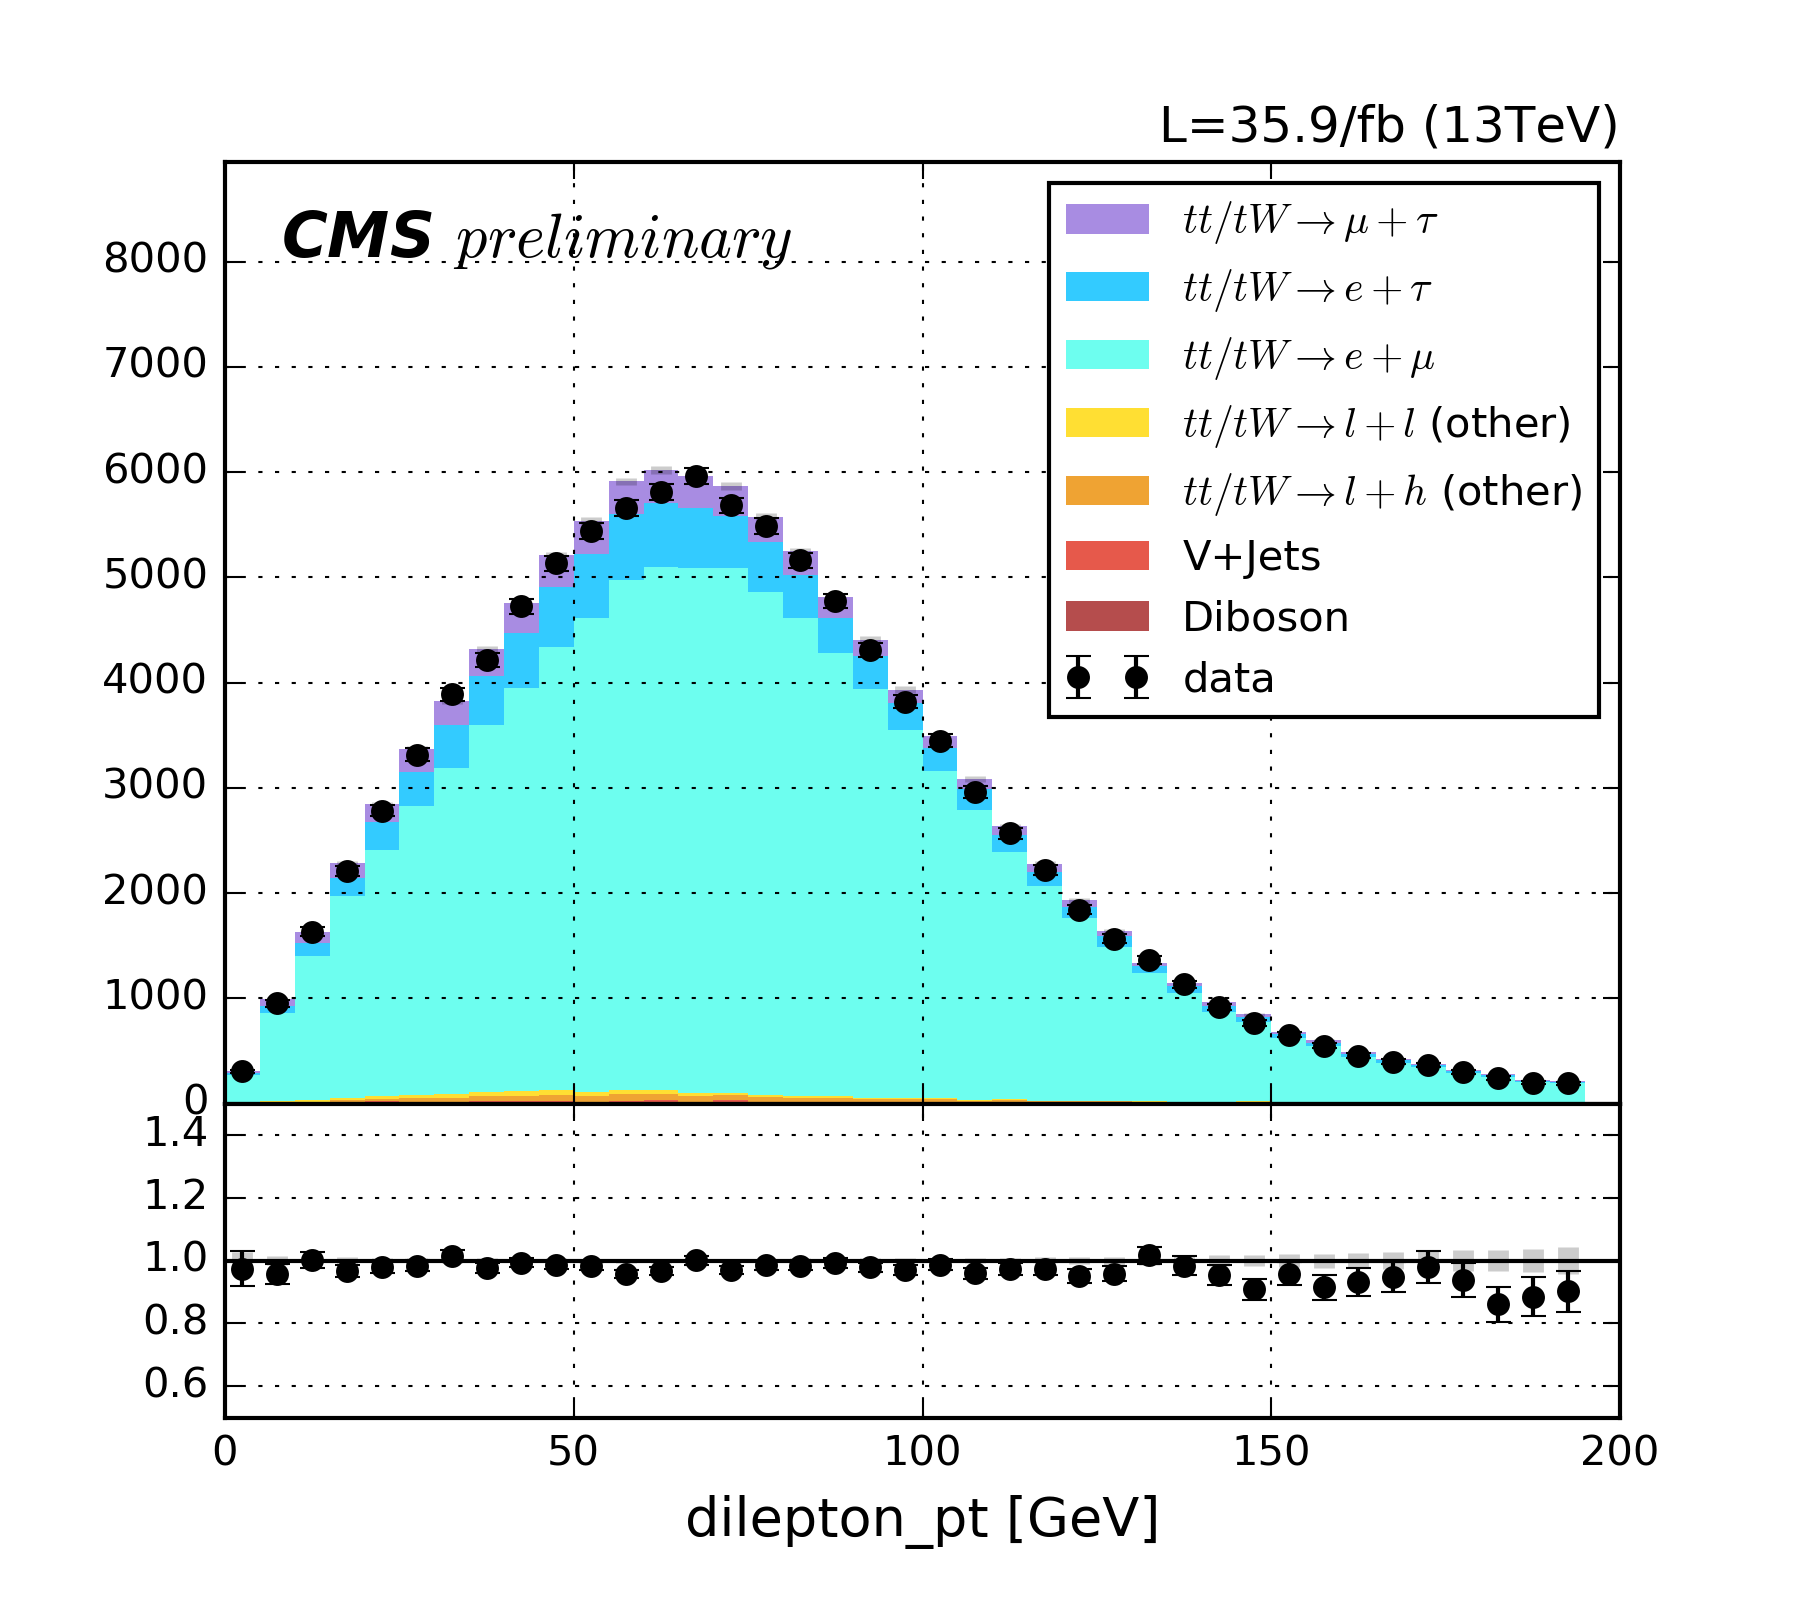 L=35.9/fb (13TeV)
CMS preliminary
tt/tW → μ + τ
tt/tW → e + τ
tt/tW → e + μ
tt/tW → l + l (other)
tt/tW → l + h (other)
V+Jets
Diboson
data
8000
7000
6000
5000
4000
3000
2000
1000
0
1.4
1.2
1.0
0.8
0.6
0 50 100 150 200
dilepton_pt [GeV]